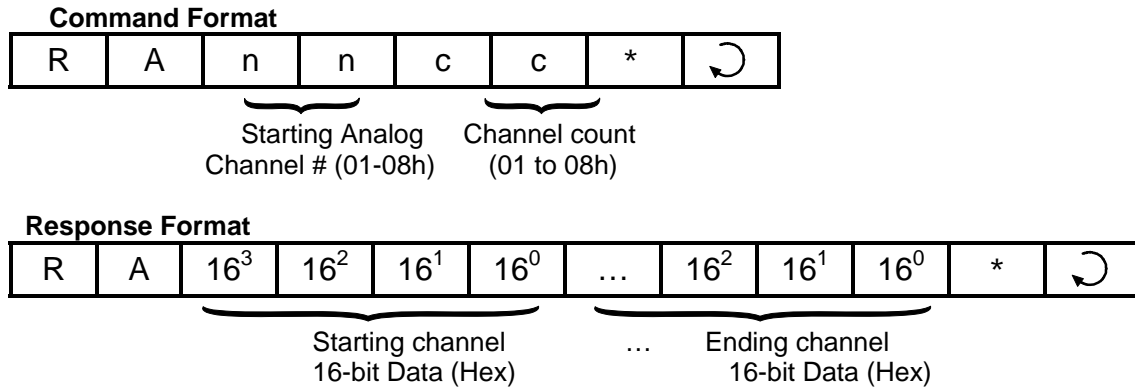 Command Format
R A n n c c *
Starting Analog Channel count
Channel # (01-08h) (01 to 08h)
Response Format
R A 16³ 16² 16¹ 16⁰ … 16² 16¹ 16⁰ *
Starting channel … Ending channel
16-bit Data (Hex) 16-bit Data (Hex)